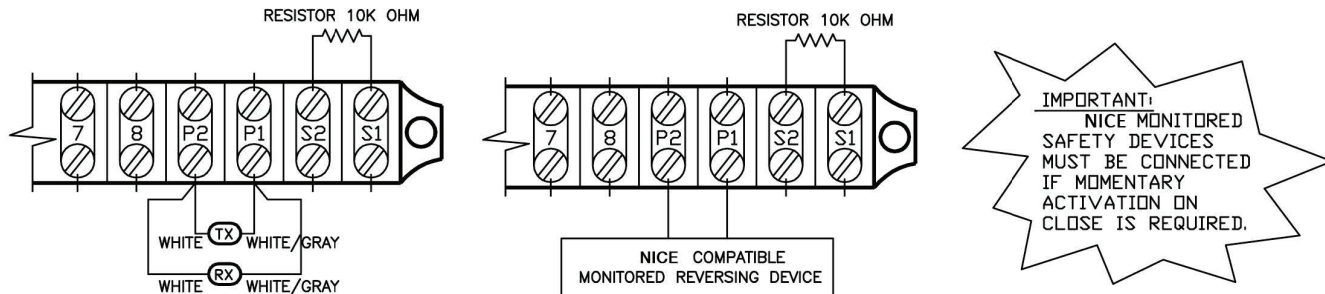 RESISTOR 10K OHM
7 8 P2 P1 S2 S1
WHITE TX WHITE/GRAY
WHITE RX WHITE/GRAY
RESISTOR 10K OHM
7 8 P2 P1 S2 S1
NICE COMPATIBLE
MONITORED REVERSING DEVICE
IMPORTANT:
NICE MONITORED
SAFETY DEVICES
MUST BE CONNECTED
IF MOMENTARY
ACTIVATION ON
CLOSE IS REQUIRED.